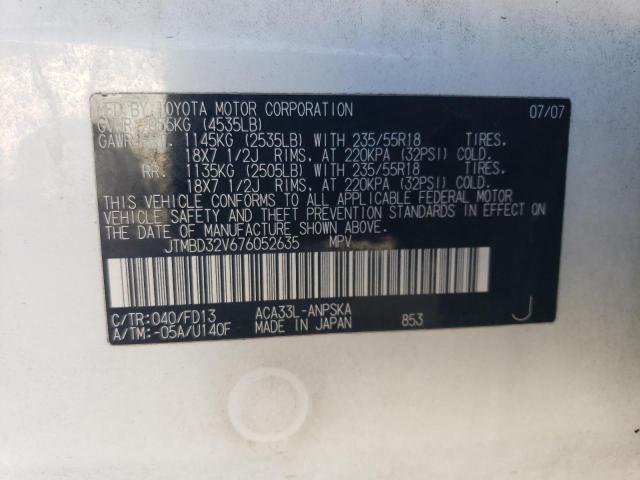 MFD. BY: TOYOTA MOTOR CORPORATION 07/07
GVWR 2055KG (4535LB)
GAWR 1145KG (2535LB) WITH 235/55R18 TIRES.
18X7 1/2J RIMS, AT 220KPA (32PSI) COLD.
RR. 1135KG (2505LB) WITH 235/55R18 TIRES.
18X7 1/2J RIMS, AT 220KPA (32PSI) COLD.
THIS VEHICLE CONFORMS TO ALL APPLICABLE FEDERAL MOTOR
VEHICLE SAFETY AND THEFT PREVENTION STANDARDS IN EFFECT ON
THE DATE OF MANUFACTURE SHOWN ABOVE.
JTMBD32V676052635 MPV
C/TR:040/FD13 ACA33L-ANPSKA
A/TM:-05A/U140F MADE IN JAPAN 853 J